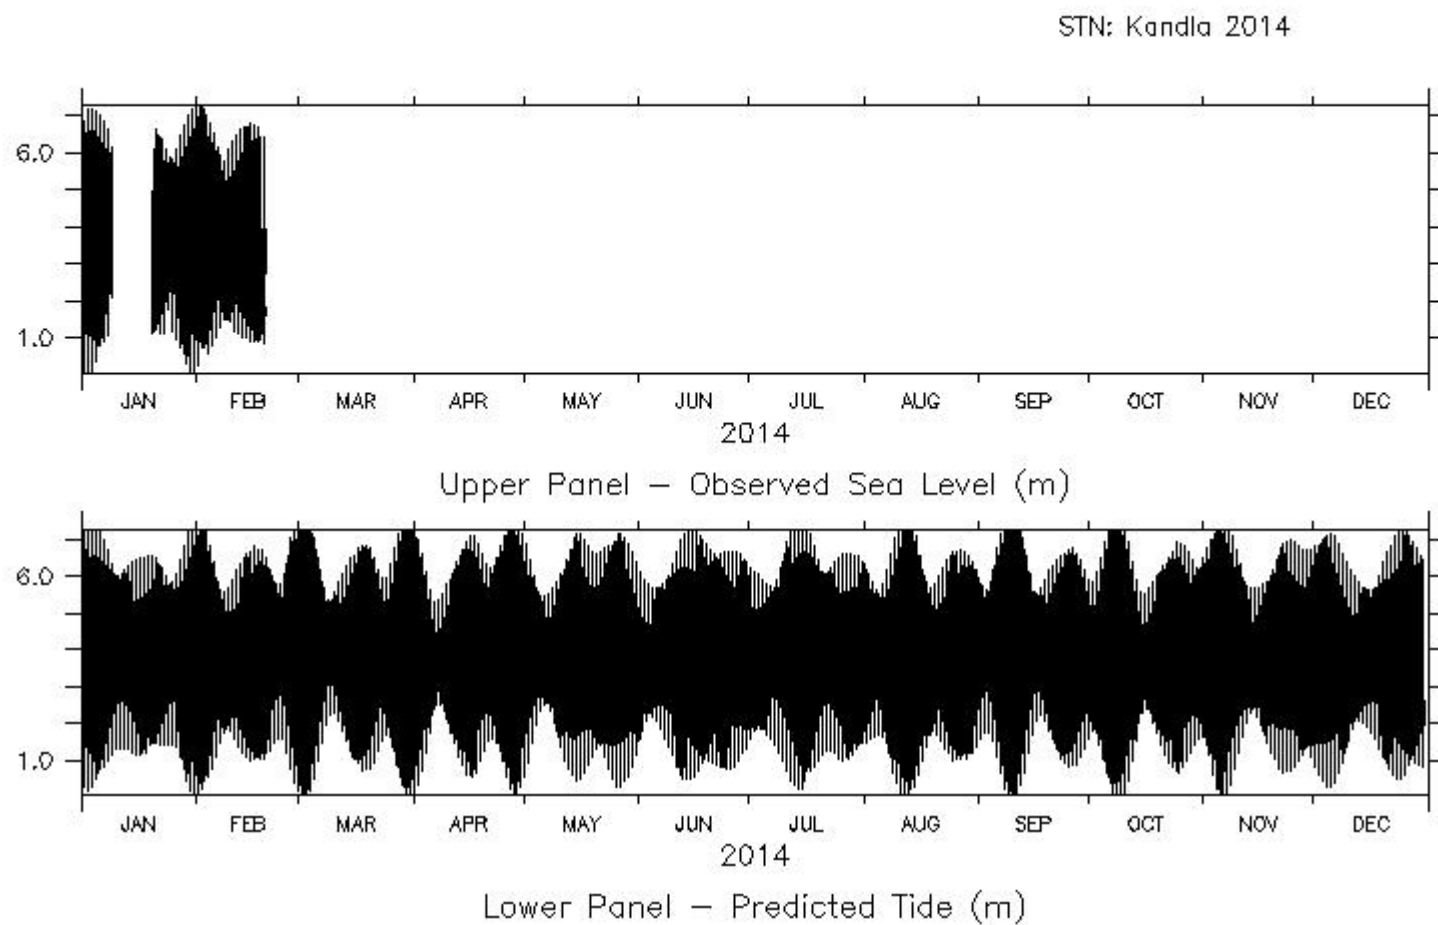 STN: Kandla 2014
6.0
1.0
JAN FEB MAR APR MAY JUN JUL AUG SEP OCT NOV DEC
2014
Upper Panel – Observed Sea Level (m)
6.0
1.0
JAN FEB MAR APR MAY JUN JUL AUG SEP OCT NOV DEC
2014
Lower Panel – Predicted Tide (m)